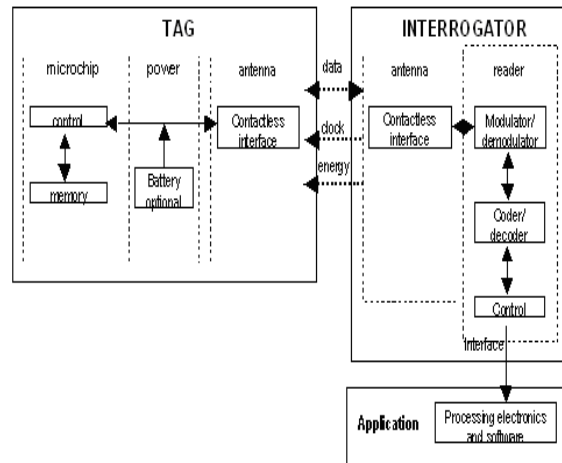 TAG
INTERROGATOR
microchip
power
antenna
data
antenna
reader
control
Contactless
interface
clock
Contactless
interface
Modulator/
demodulator
memory
Battery
optional
energy
Coder/
decoder
Control
Interface
Application
Processing electronics
and software